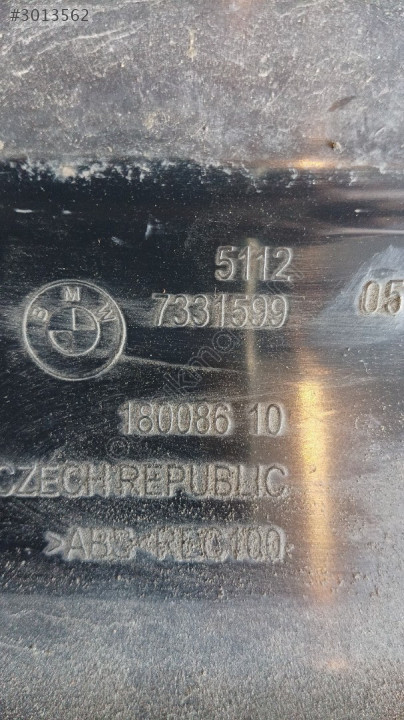 #3013562
5112
7331599
05
BMW
180086 10
CZECH REPUBLIC
>ABS REC100